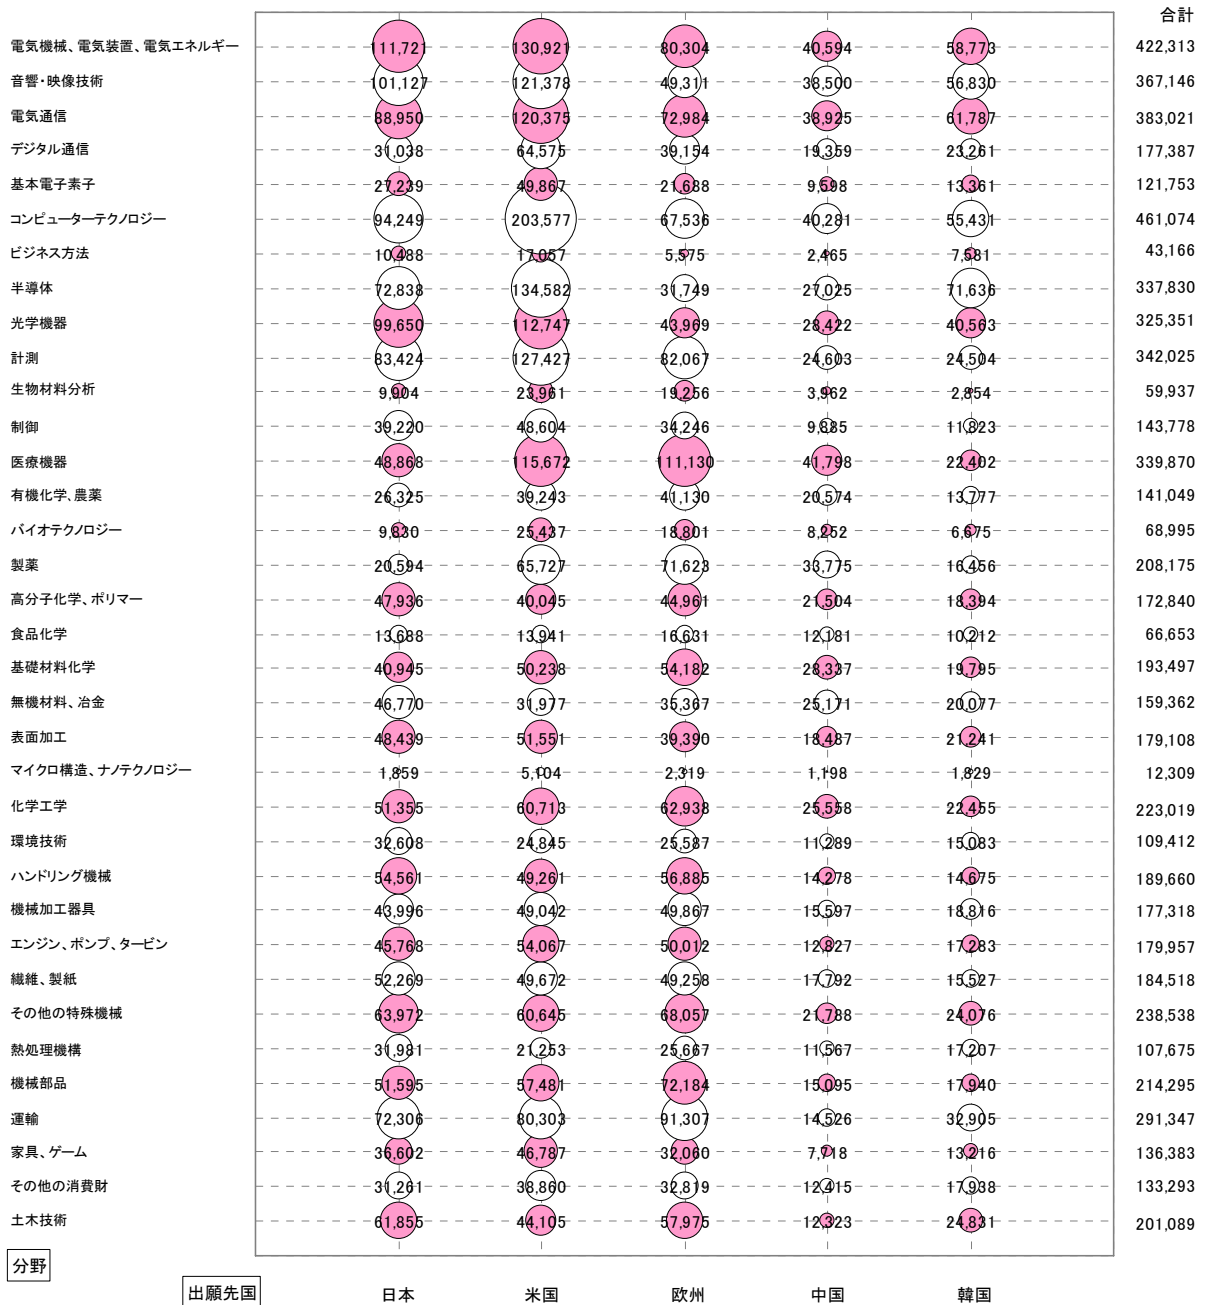 合計
電気機械、電気装置、電気エネルギー 111,721 130,921 80,304 40,594 58,773 422,313
音響・映像技術 101,127 121,378 49,311 38,500 56,830 367,146
電気通信 88,950 120,375 72,984 38,925 61,787 383,021
デジタル通信 31,038 64,575 39,154 19,359 23,261 177,387
基本電子素子 27,239 49,867 21,688 9,598 13,361 121,753
コンピューターテクノロジー 94,249 203,577 67,536 40,281 55,431 461,074
ビジネス方法 10,488 17,057 5,575 2,465 7,581 43,166
半導体 72,838 134,582 31,749 27,025 71,636 337,830
光学機器 99,650 112,747 43,969 28,422 40,563 325,351
計測 83,424 127,427 82,067 24,603 24,504 342,025
生物材料分析 9,904 23,961 19,256 3,962 2,854 59,937
制御 39,220 48,604 34,246 9,885 11,823 143,778
医療機器 48,868 115,672 111,130 41,798 22,402 339,870
有機化学、農薬 26,325 39,243 41,130 20,574 13,777 141,049
バイオテクノロジー 9,830 25,437 18,801 8,252 6,675 68,995
製薬 20,594 65,727 71,623 33,775 16,456 208,175
高分子化学、ポリマー 47,936 40,045 44,961 21,504 18,394 172,840
食品化学 13,688 13,941 16,631 12,181 10,212 66,653
基礎材料化学 40,945 50,238 54,182 28,337 19,795 193,497
無機材料、冶金 46,770 31,977 35,367 25,171 20,077 159,362
表面加工 48,439 51,551 39,390 18,487 21,241 179,108
マイクロ構造、ナノテクノロジー 1,859 5,104 2,319 1,198 1,829 12,309
化学工学 51,355 60,713 62,938 25,558 22,455 223,019
環境技術 32,608 24,845 25,587 11,289 15,083 109,412
ハンドリング機械 54,561 49,261 56,885 14,278 14,675 189,660
機械加工器具 43,996 49,042 49,867 15,597 18,816 177,318
エンジン、ポンプ、タービン 45,768 54,067 50,012 12,827 17,283 179,957
繊維、製紙 52,269 49,672 49,258 17,792 15,527 184,518
その他の特殊機械 63,972 60,645 68,057 21,788 24,076 238,538
熱処理機構 31,981 21,253 25,667 11,567 17,207 107,675
機械部品 51,595 57,481 72,184 15,095 17,940 214,295
運輸 72,306 80,303 91,307 14,526 32,905 291,347
家具、ゲーム 36,602 46,787 32,060 7,718 13,216 136,383
その他の消費財 31,261 38,860 32,819 12,415 17,938 133,293
土木技術 61,855 44,105 57,975 12,323 24,831 201,089
分野
出願先国 日本 米国 欧州 中国 韓国